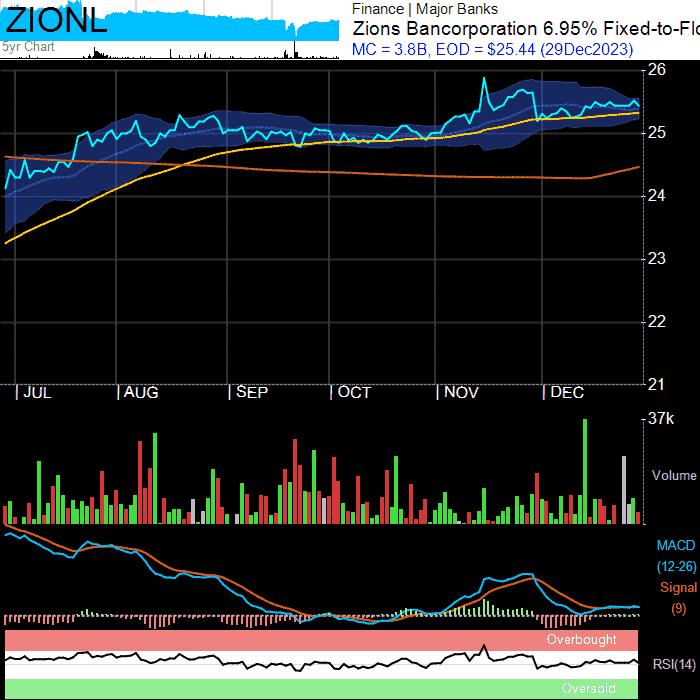 ZIONL
5yr Chart
Finance | Major Banks
Zions Bancorporation 6.95% Fixed-to-Flo
MC = 3.8B, EOD = $25.44 (29Dec2023)
26
25
24
23
22
21
| JUL | AUG | SEP | OCT | NOV | DEC
37k
Volume
MACD
(12-26)
Signal
(9)
Overbought
RSI(14)
Oversold